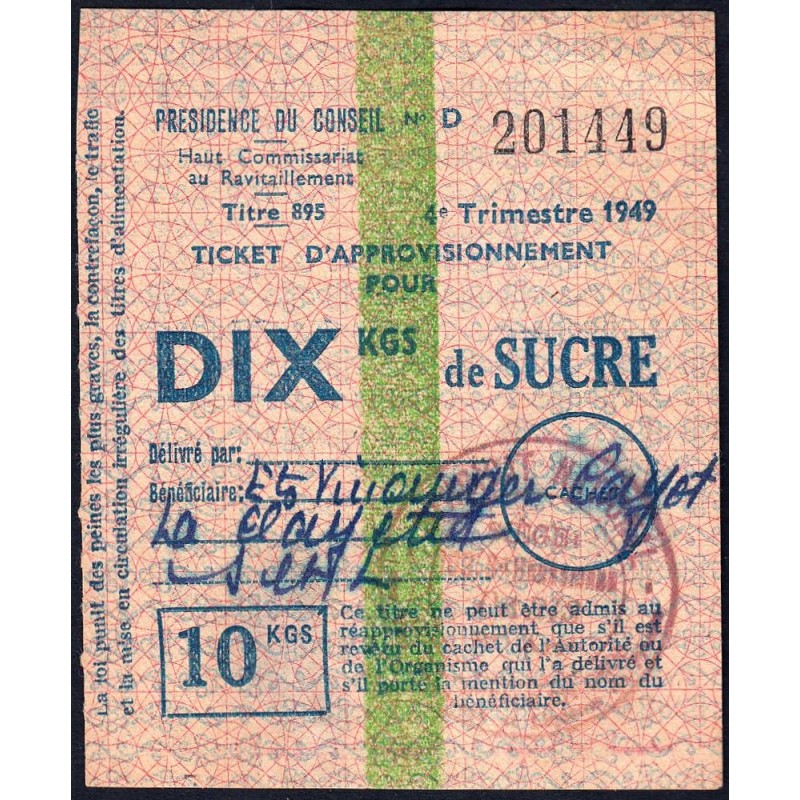 PRESIDENCE DU CONSEIL No D 201449
Haut Commissariat
au Ravitaillement
Titre 895 4e Trimestre 1949
TICKET D'APPROVISIONNEMENT
POUR
DIX KGS de SUCRE
Délivré par:
Bénéficiaire: Ets
CACHET
La Clayette
10 KGS
Ce titre ne peut être admis au
réapprovisionnement que s'il est
revêtu du cachet de l'Autorité ou
de l'Organisme qui l'a délivré et
s'il porte la mention du nom du
bénéficiaire.
La loi punit des peines les plus graves, la contrefaçon, le trafic
et la mise en circulation irrégulière des titres d'alimentation.